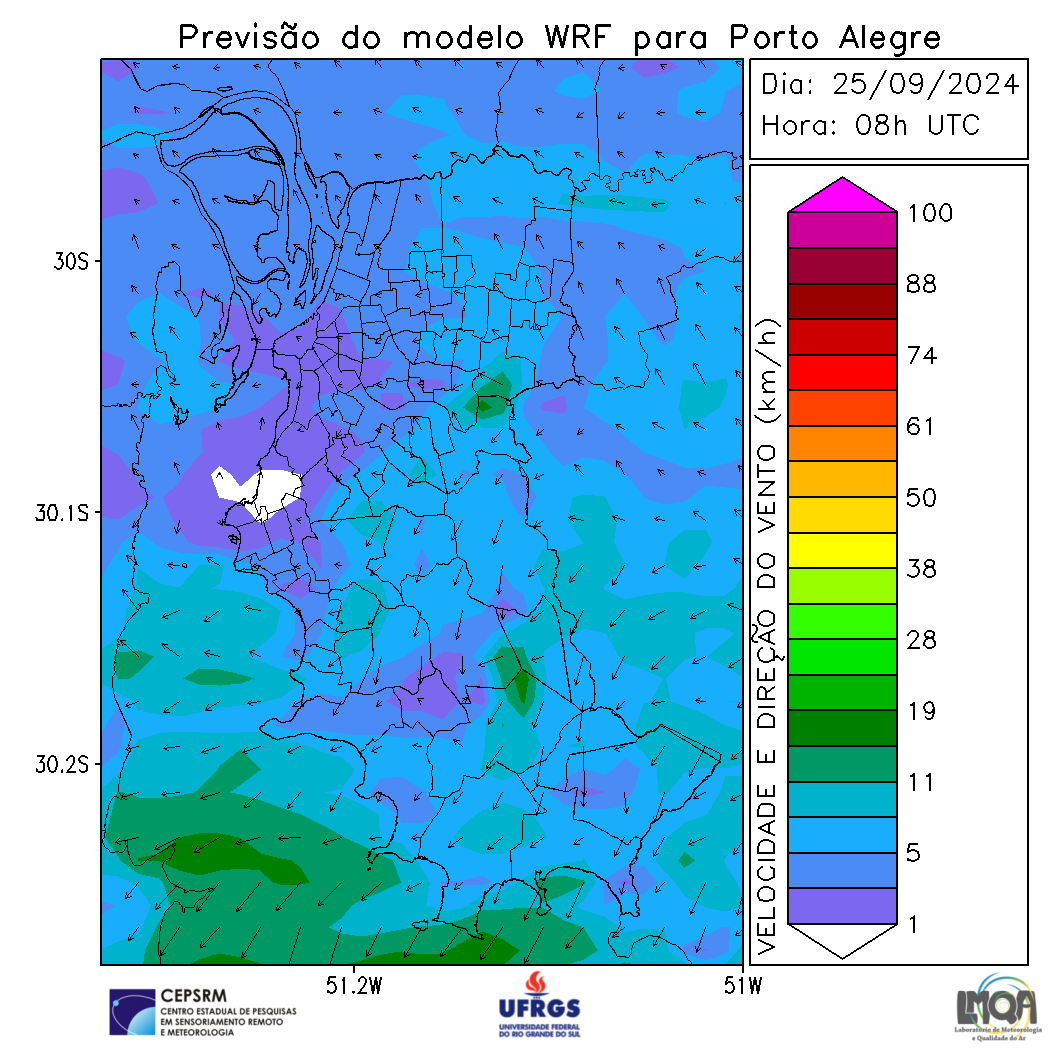 Previsão do modelo WRF para Porto Alegre
Dia: 25/09/2024
Hora: 08h UTC
30S
30.1S
30.2S
51.2W
51W
VELOCIDADE E DIREÇÃO DO VENTO (km/h)
100
88
74
61
50
38
28
19
11
5
1
CEPSRM
CENTRO ESTADUAL DE PESQUISAS
EM SENSORIAMENTO REMOTO
E METEOROLOGIA
UFRGS
UNIVERSIDADE FEDERAL
DO RIO GRANDE DO SUL
LMQA
Laboratório de Meteorologia
e Qualidade do Ar